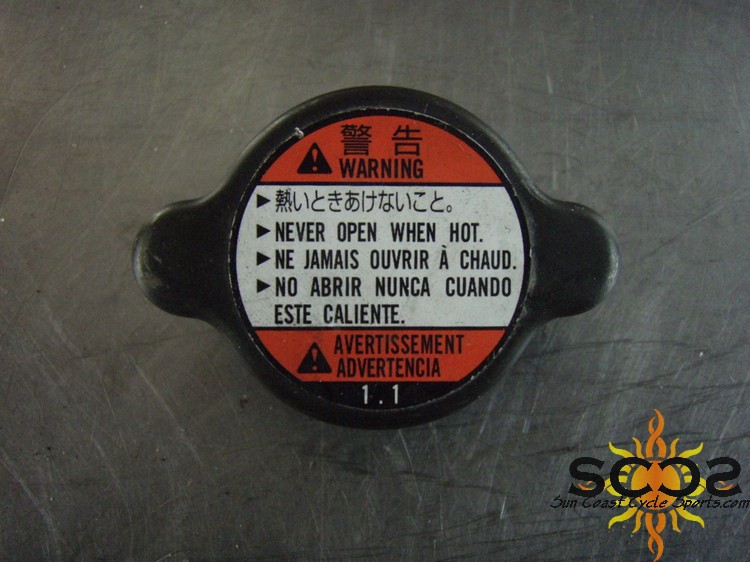 警告
WARNING
▶熱いときあけないこと。
▶NEVER OPEN WHEN HOT.
▶NE JAMAIS OUVRIR À CHAUD.
▶NO ABRIR NUNCA CUANDO
ESTE CALIENTE.
AVERTISSEMENT
ADVERTENCIA
1.1
SCCS
Sun Coast Cycle Sports.com